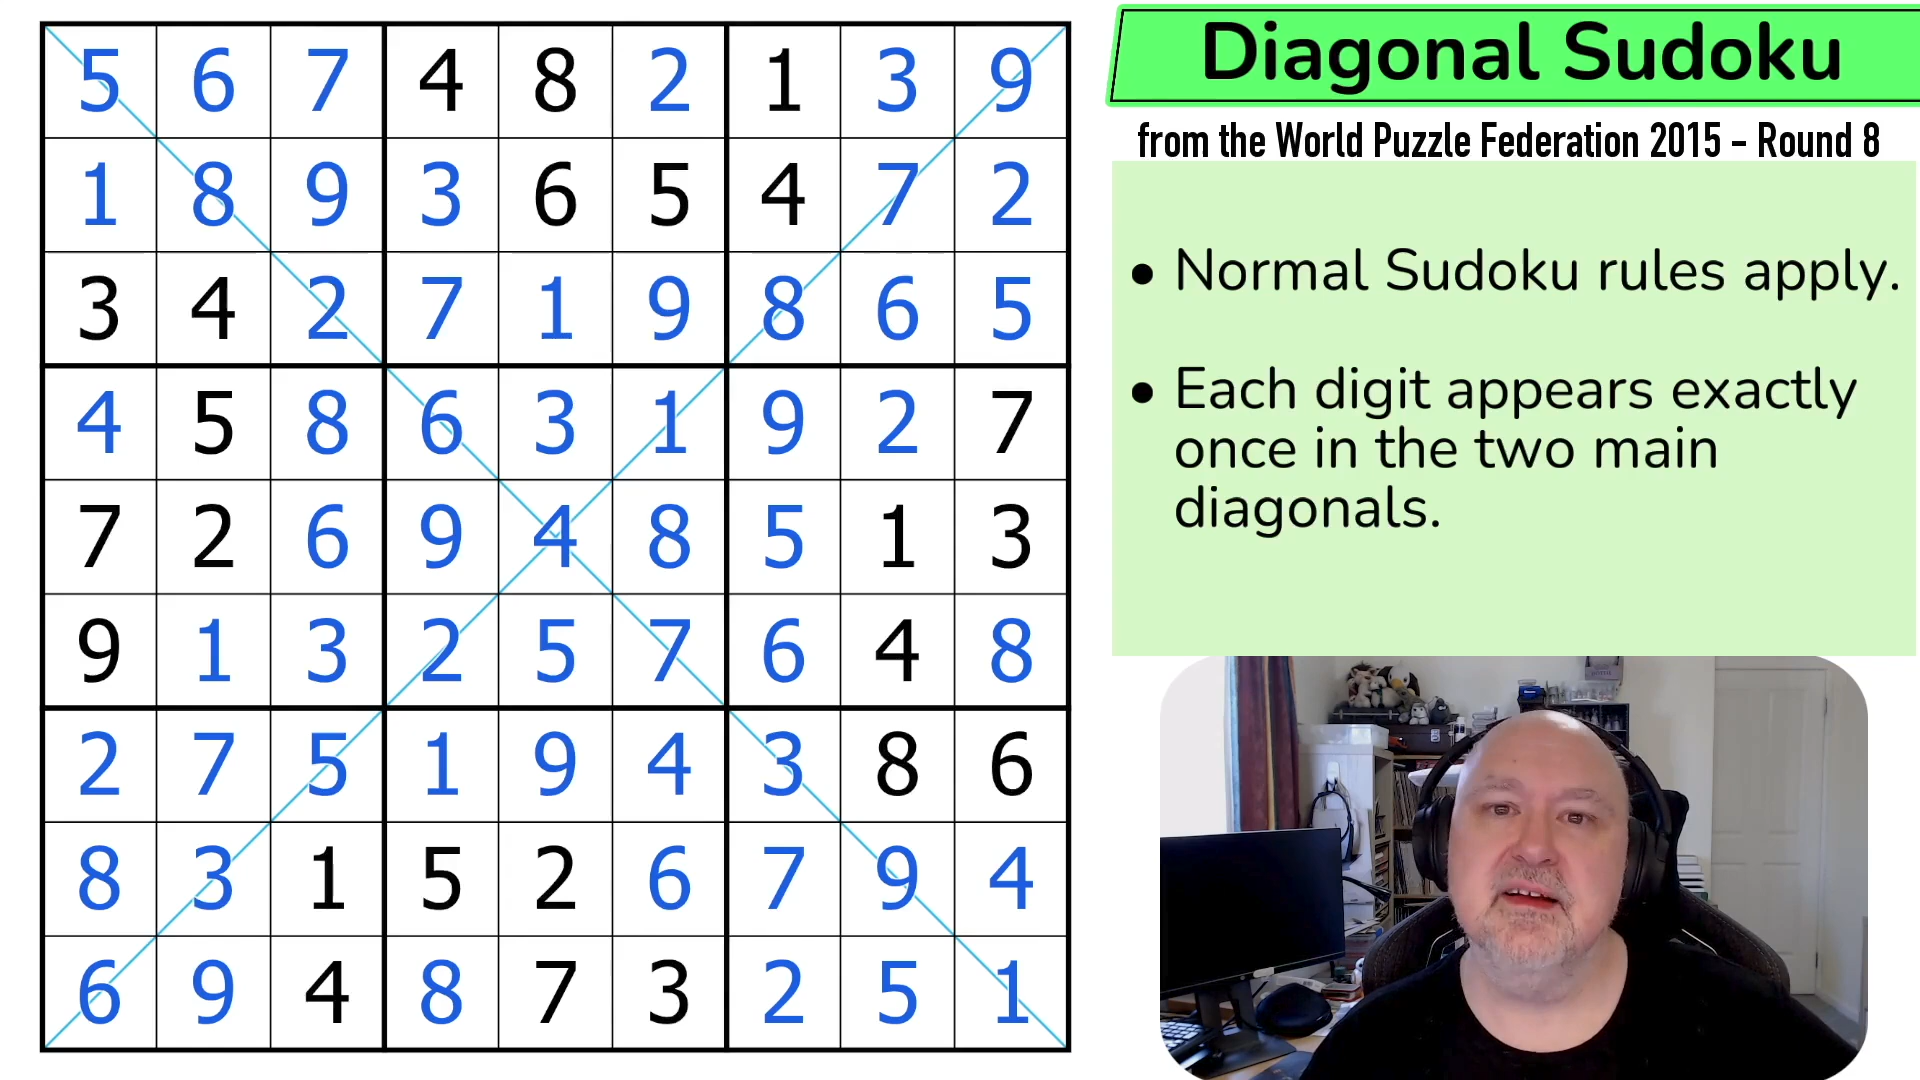 5 6 7 4 8 2 1 3 9
1 8 9 3 6 5 4 7 2
3 4 2 7 1 9 8 6 5
4 5 8 6 3 1 9 2 7
7 2 6 9 4 8 5 1 3
9 1 3 2 5 7 6 4 8
2 7 5 1 9 4 3 8 6
8 3 1 5 2 6 7 9 4
6 9 4 8 7 3 2 5 1
Diagonal Sudoku
from the World Puzzle Federation 2015 - Round 8
• Normal Sudoku rules apply.
• Each digit appears exactly
once in the two main
diagonals.